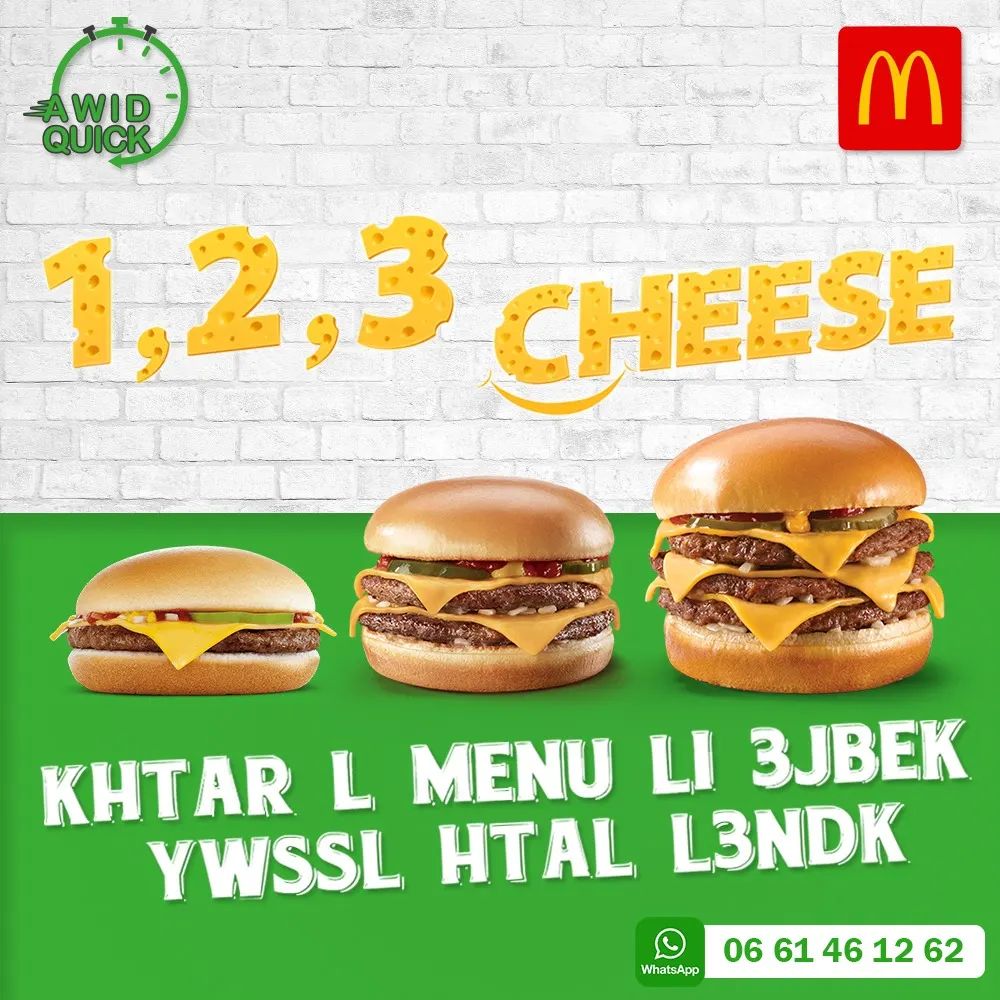 AWID
QUICK
1,2,3 CHEESE
KHTAR L MENU LI 3JBEK
YWSSL HTAL L3NDK
WhatsApp
06 61 46 12 62